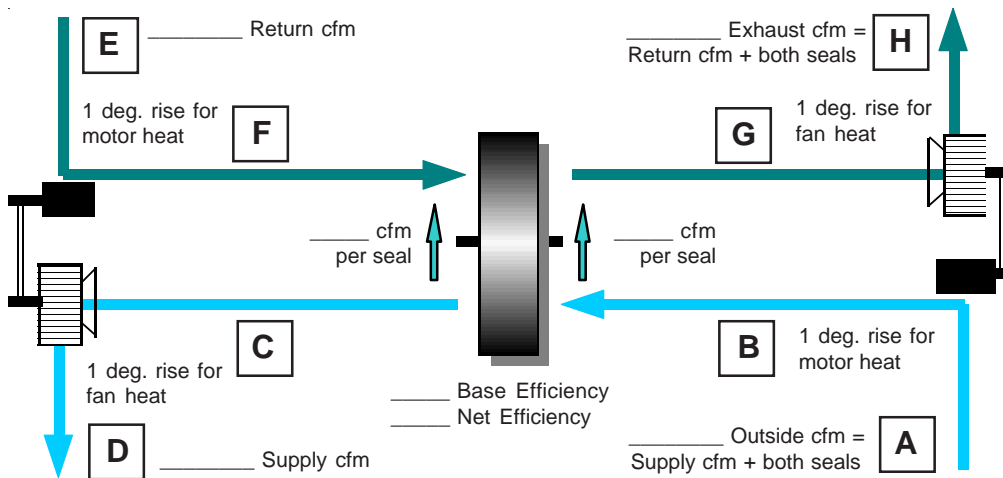 E ________ Return cfm
________ Exhaust cfm =
Return cfm + both seals
H
1 deg. rise for
motor heat
F
G
1 deg. rise for
fan heat
_____ cfm
per seal
_____ cfm
per seal
C
1 deg. rise for
fan heat
B
1 deg. rise for
motor heat
_____ Base Efficiency
_____ Net Efficiency
D ________ Supply cfm
________ Outside cfm =
Supply cfm + both seals
A